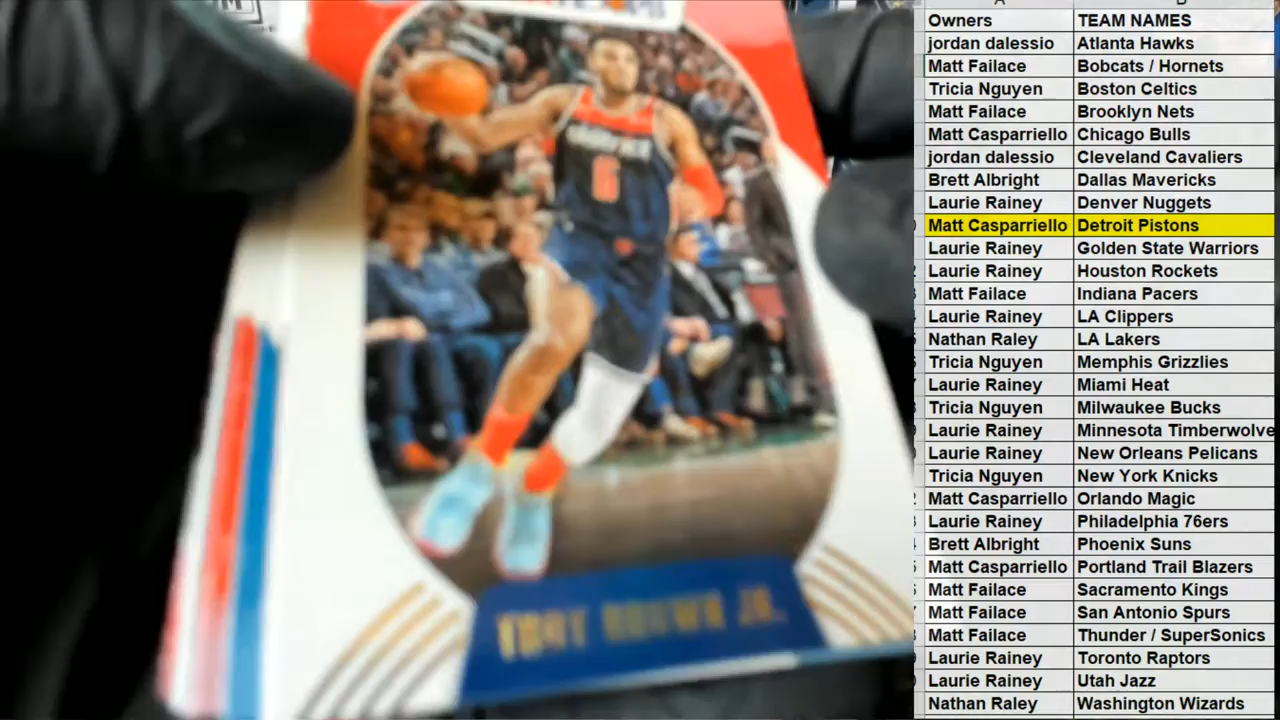 Owners TEAM NAMES
jordan dalessio Atlanta Hawks
Matt Failace Bobcats / Hornets
Tricia Nguyen Boston Celtics
Matt Failace Brooklyn Nets
Matt Casparriello Chicago Bulls
jordan dalessio Cleveland Cavaliers
Brett Albright Dallas Mavericks
Laurie Rainey Denver Nuggets
Matt Casparriello Detroit Pistons
Laurie Rainey Golden State Warriors
Laurie Rainey Houston Rockets
Matt Failace Indiana Pacers
Laurie Rainey LA Clippers
Nathan Raley LA Lakers
Tricia Nguyen Memphis Grizzlies
Laurie Rainey Miami Heat
Tricia Nguyen Milwaukee Bucks
Laurie Rainey Minnesota Timberwolve
Laurie Rainey New Orleans Pelicans
Tricia Nguyen New York Knicks
Matt Casparriello Orlando Magic
Laurie Rainey Philadelphia 76ers
Brett Albright Phoenix Suns
Matt Casparriello Portland Trail Blazers
Matt Failace Sacramento Kings
Matt Failace San Antonio Spurs
Matt Failace Thunder / SuperSonics
Laurie Rainey Toronto Raptors
Laurie Rainey Utah Jazz
Nathan Raley Washington Wizards
6
TROY BROWN JR.